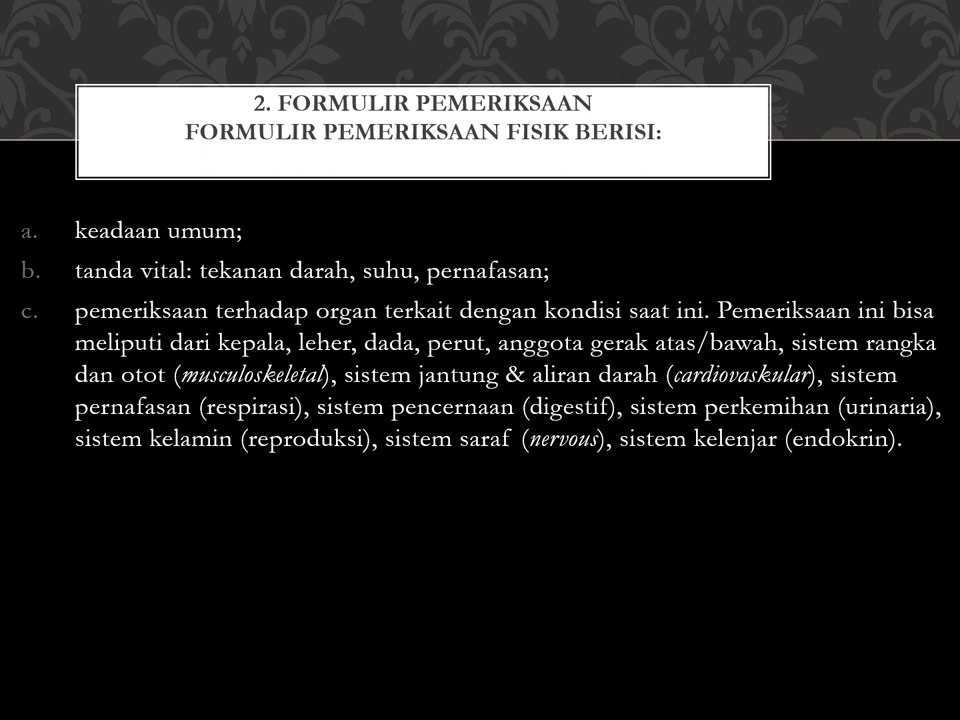 2. FORMULIR PEMERIKSAAN
FORMULIR PEMERIKSAAN FISIK BERISI:
a. keadaan umum;
b. tanda vital: tekanan darah, suhu, pernafasan;
c. pemeriksaan terhadap organ terkait dengan kondisi saat ini. Pemeriksaan ini bisa
meliputi dari kepala, leher, dada, perut, anggota gerak atas/bawah, sistem rangka
dan otot (musculoskeletal), sistem jantung & aliran darah (cardiovaskular), sistem
pernafasan (respirasi), sistem pencernaan (digestif), sistem perkemihan (urinaria),
sistem kelamin (reproduksi), sistem saraf (nervous), sistem kelenjar (endokrin).